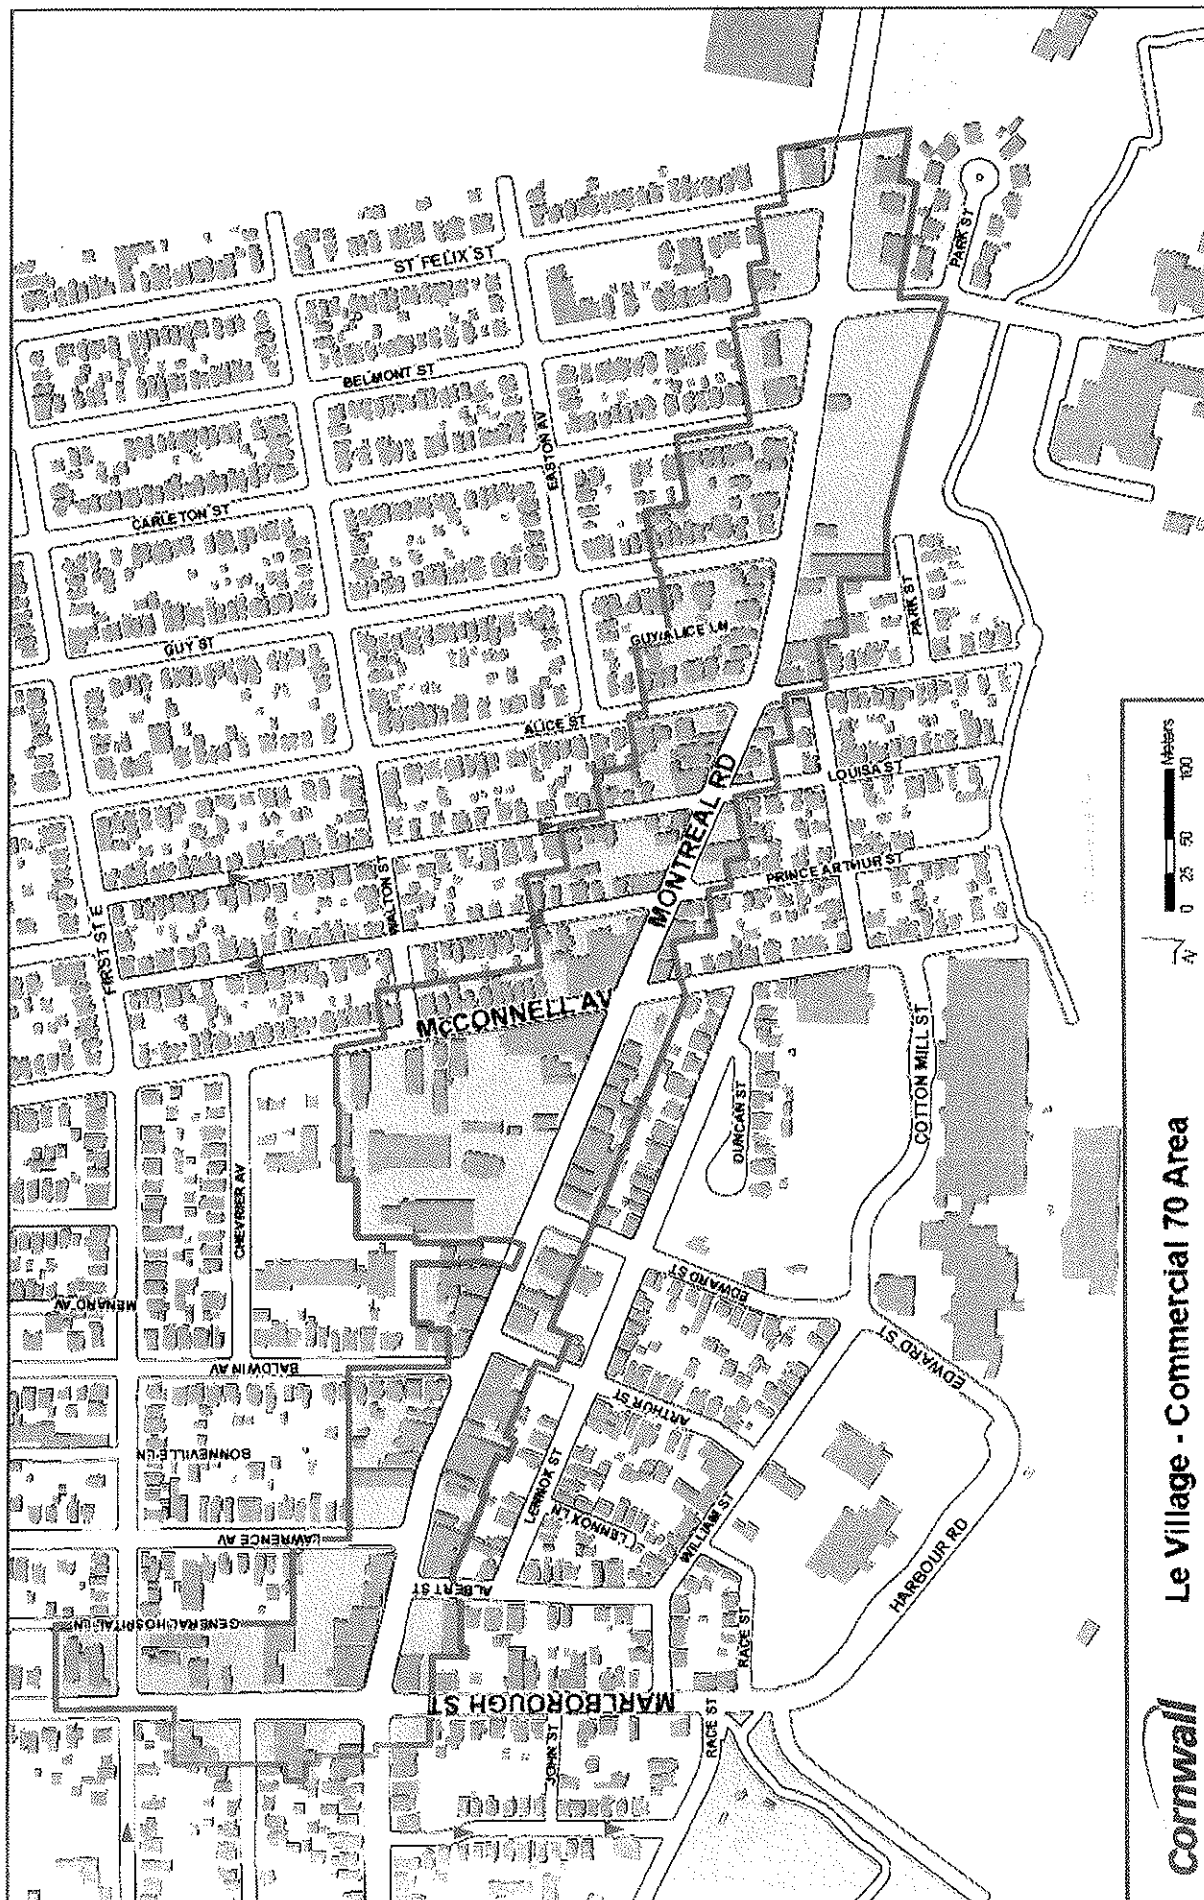 ST FELIX ST
BELMONT ST
CARLETON ST
EASTON AV
GUY ST
GUY/ALICE LN
ALICE ST
PARK ST
PARK ST
LOUISA ST
MONTREAL RD
PRINCE ARTHUR ST
WALTON ST
FIRST ST E
McCONNELL AV
COTTON MILL ST
DUNCAN ST
CHEVRIER AV
MENARD AV
BALDWIN AV
EDWARD ST
EDWARD ST
ARTHUR ST
BONNEVILLE LN
LENNOX ST
LENNOX LN
WILLIAM ST
LAWRENCE AV
HARBOUR RD
ALBERT ST
GENERAL HOSPITAL LN
RACE ST
MARLBOROUGH ST
RACE ST
JOHN ST
Cornwall
Le Village - Commercial 70 Area
N
0 25 50 100
Meters